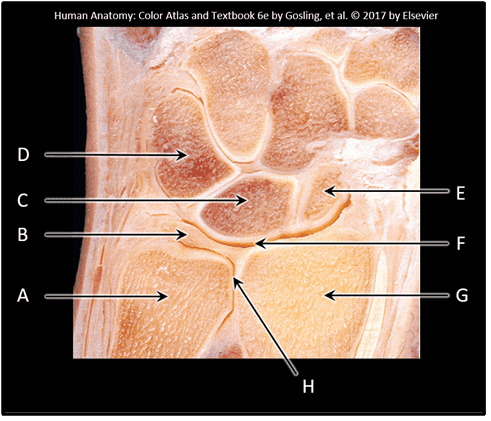 Human Anatomy: Color Atlas and Textbook 6e by Gosling, et al. © 2017 by Elsevier
D
C
E
B
F
A
G
H